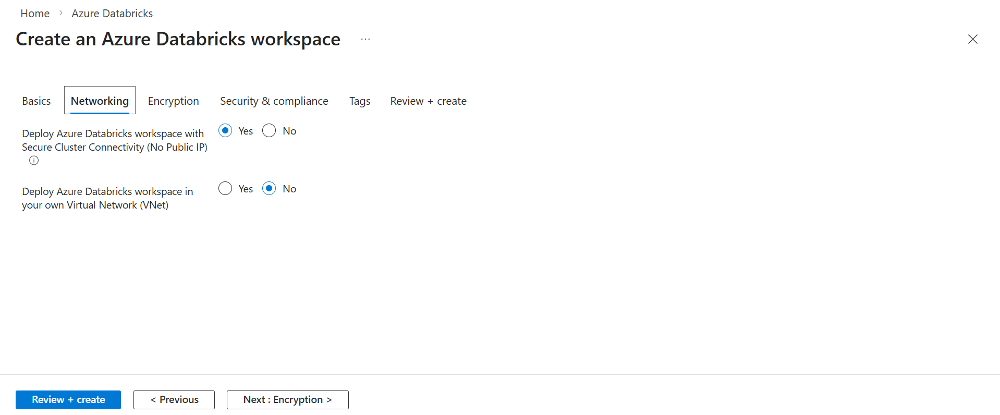 Home > Azure Databricks
Create an Azure Databricks workspace ...
Basics Networking Encryption Security & compliance Tags Review + create
Deploy Azure Databricks workspace with
Secure Cluster Connectivity (No Public IP)
Yes No
Deploy Azure Databricks workspace in
your own Virtual Network (VNet)
Yes No
Review + create < Previous Next : Encryption >